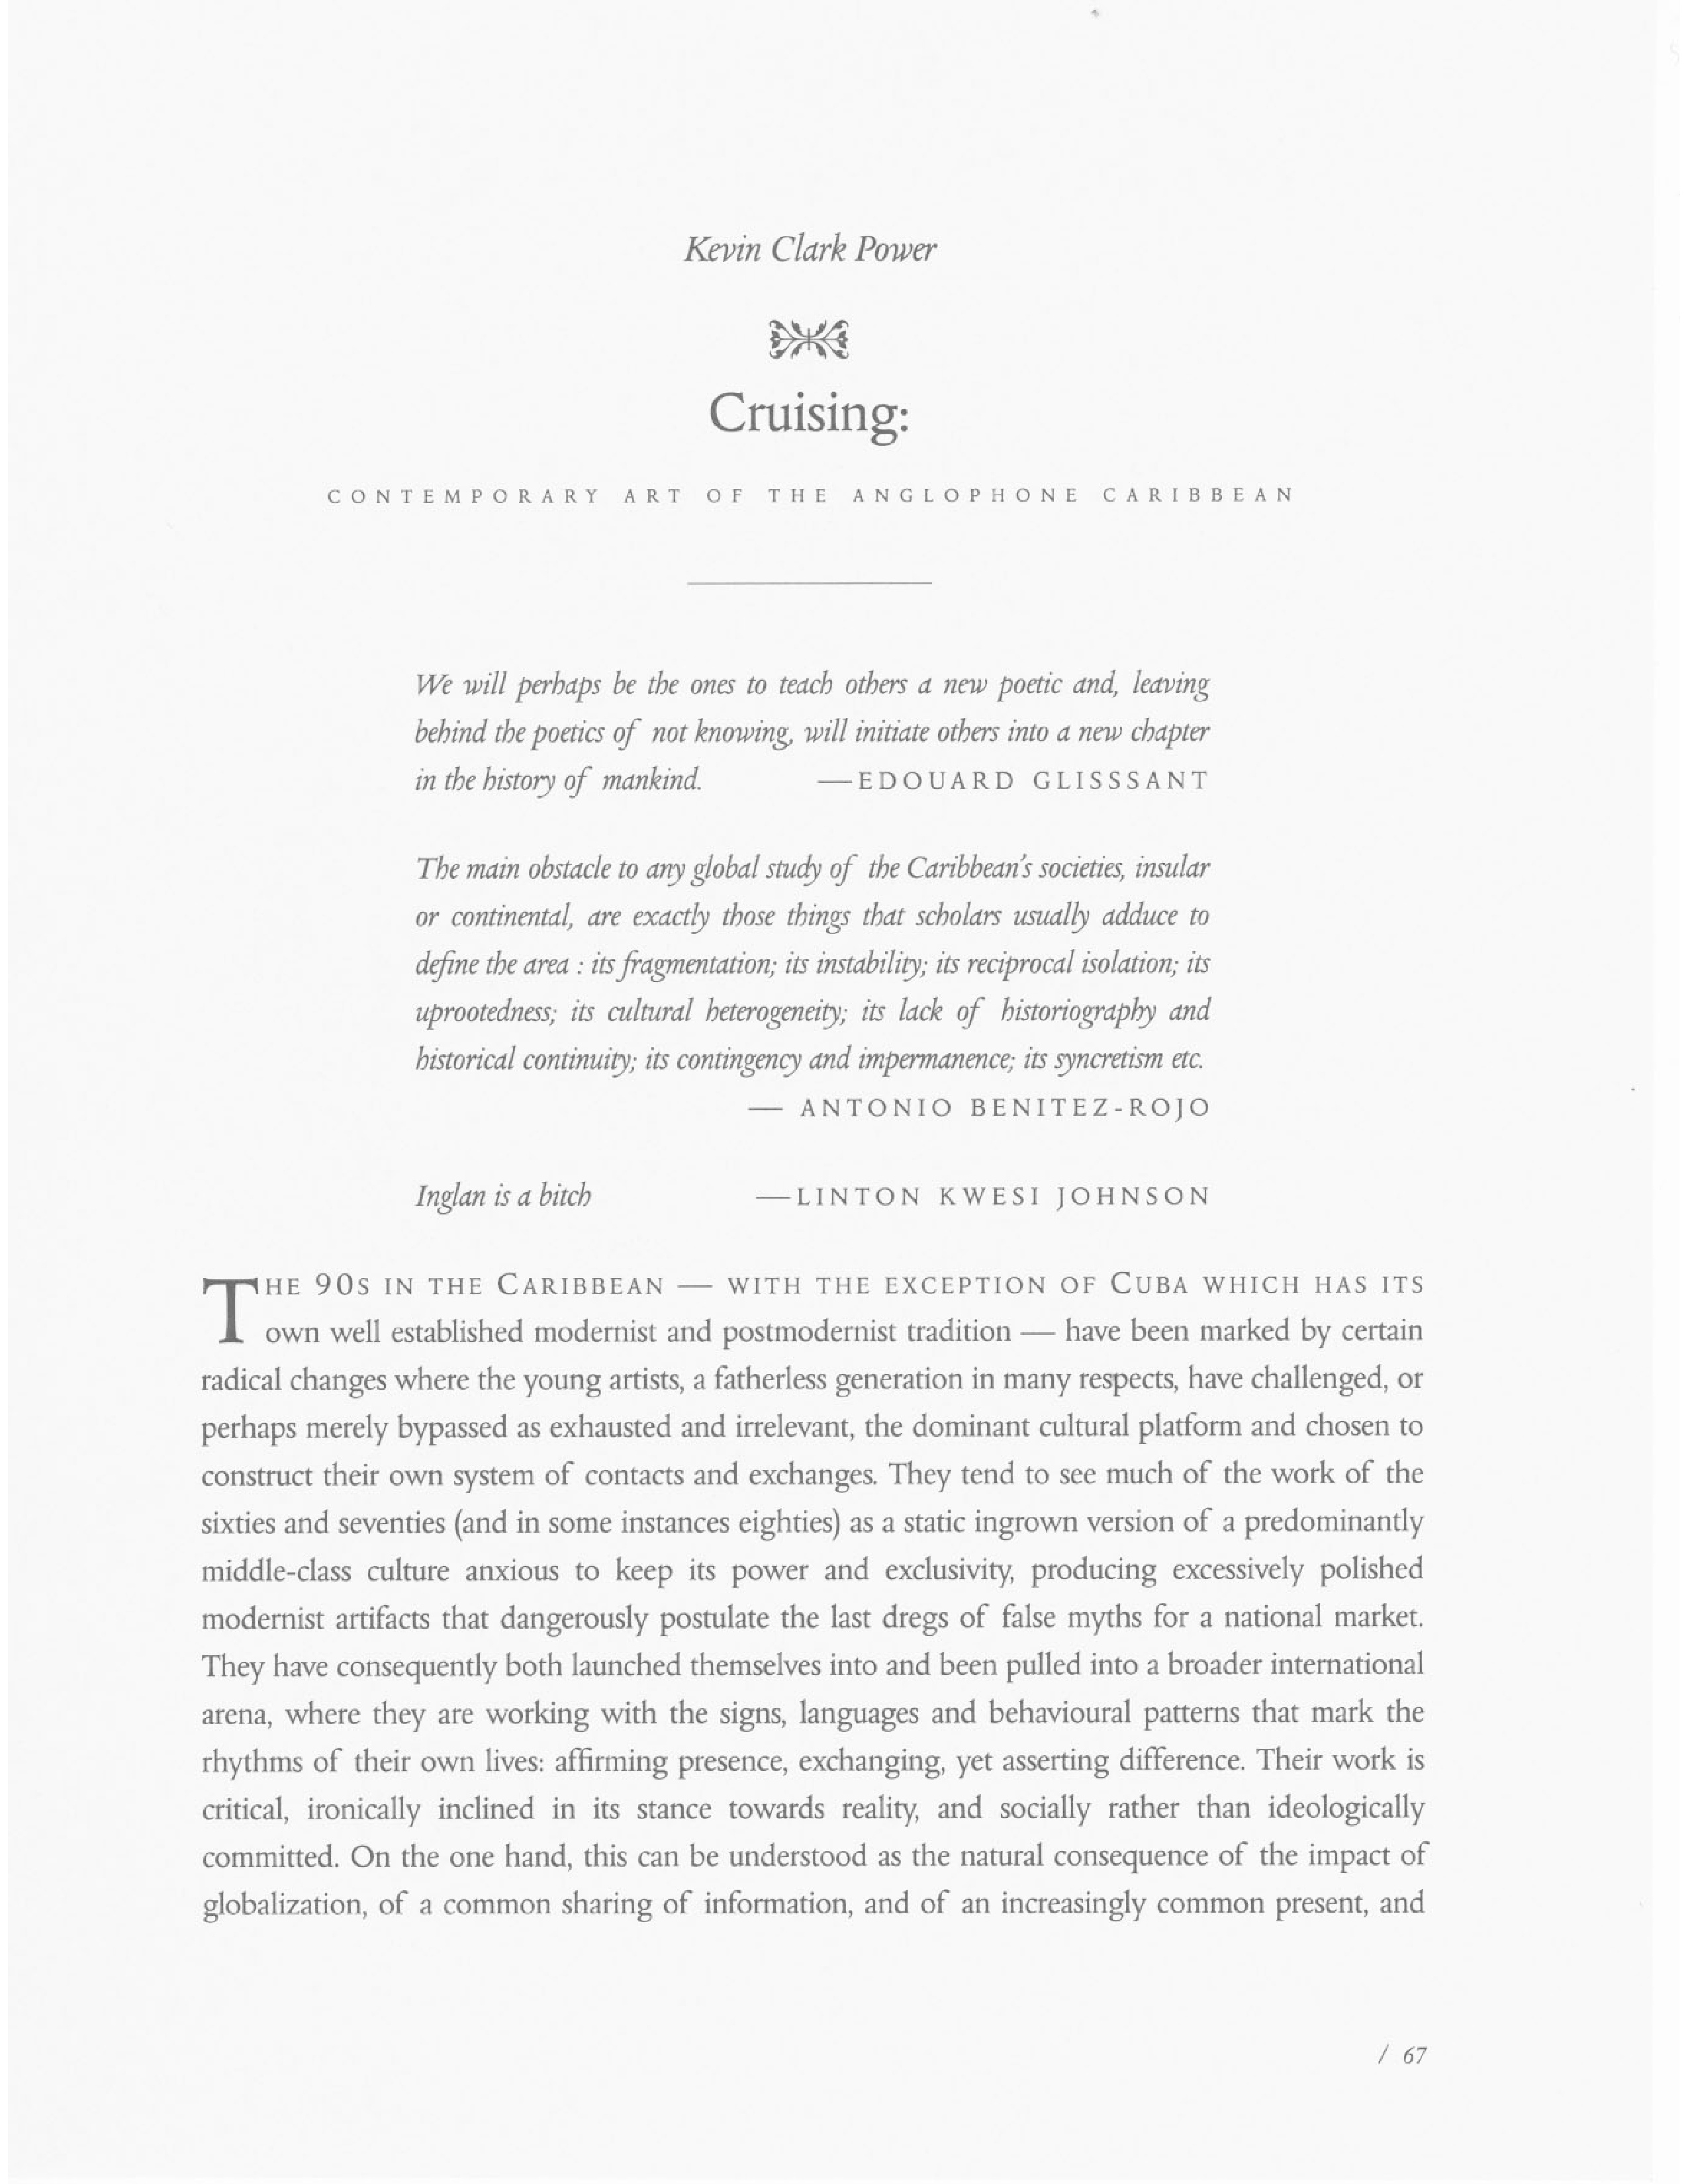 Kevin Clark Power
Cruising:
CONTEMPORARY ART OF THE ANGLOPHONE CARIBBEAN
We will perhaps be the ones to teach others a new poetic and, leaving
behind the poetics of not knowing, will initiate others into a new chapter
in the history of mankind. —EDOUARD GLISSSANT
The main obstacle to any global study of the Caribbean's societies, insular
or continental, are exactly those things that scholars usually adduce to
define the area : its fragmentation; its instability; its reciprocal isolation; its
uprootedness; its cultural heterogeneity; its lack of historiography and
historical continuity; its contingency and impermanence; its syncretism etc.
— ANTONIO BENITEZ-ROJO
Inglan is a bitch —LINTON KWESI JOHNSON
THE 90S IN THE CARIBBEAN — WITH THE EXCEPTION OF CUBA WHICH HAS ITS
own well established modernist and postmodernist tradition — have been marked by certain
radical changes where the young artists, a fatherless generation in many respects, have challenged, or
perhaps merely bypassed as exhausted and irrelevant, the dominant cultural platform and chosen to
construct their own system of contacts and exchanges. They tend to see much of the work of the
sixties and seventies (and in some instances eighties) as a static ingrown version of a predominantly
middle-class culture anxious to keep its power and exclusivity, producing excessively polished
modernist artifacts that dangerously postulate the last dregs of false myths for a national market.
They have consequently both launched themselves into and been pulled into a broader international
arena, where they are working with the signs, languages and behavioural patterns that mark the
rhythms of their own lives: affirming presence, exchanging, yet asserting difference. Their work is
critical, ironically inclined in its stance towards reality, and socially rather than ideologically
committed. On the one hand, this can be understood as the natural consequence of the impact of
globalization, of a common sharing of information, and of an increasingly common present, and
/ 67